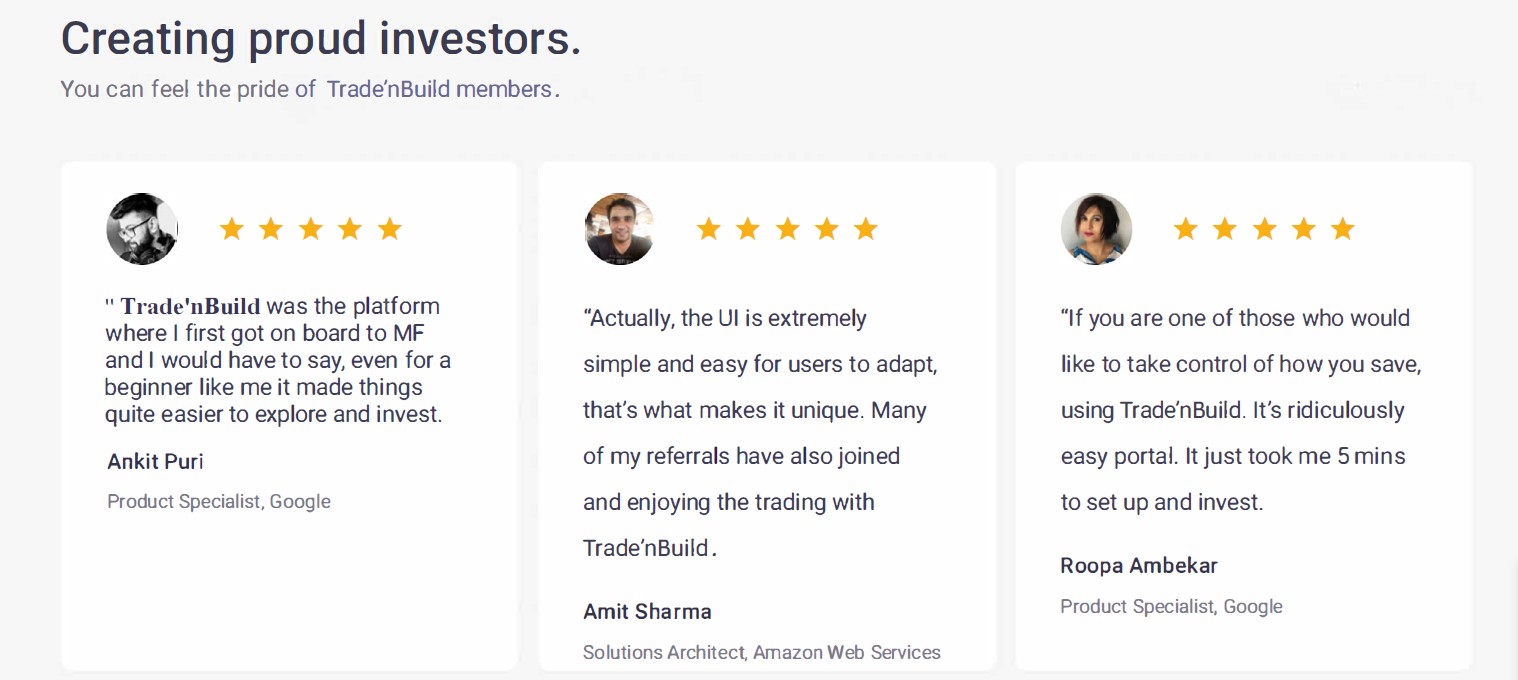 Creating proud investors.
You can feel the pride of Trade’nBuild members.
" Trade'nBuild was the platform
where I first got on board to MF
and I would have to say, even for a
beginner like me it made things
quite easier to explore and invest.
Ankit Puri
Product Specialist, Google
“Actually, the UI is extremely
simple and easy for users to adapt,
that’s what makes it unique. Many
of my referrals have also joined
and enjoying the trading with
Trade’nBuild.
Amit Sharma
Solutions Architect, Amazon Web Services
“If you are one of those who would
like to take control of how you save,
using Trade’nBuild. It’s ridiculously
easy portal. It just took me 5 mins
to set up and invest.
Roopa Ambekar
Product Specialist, Google